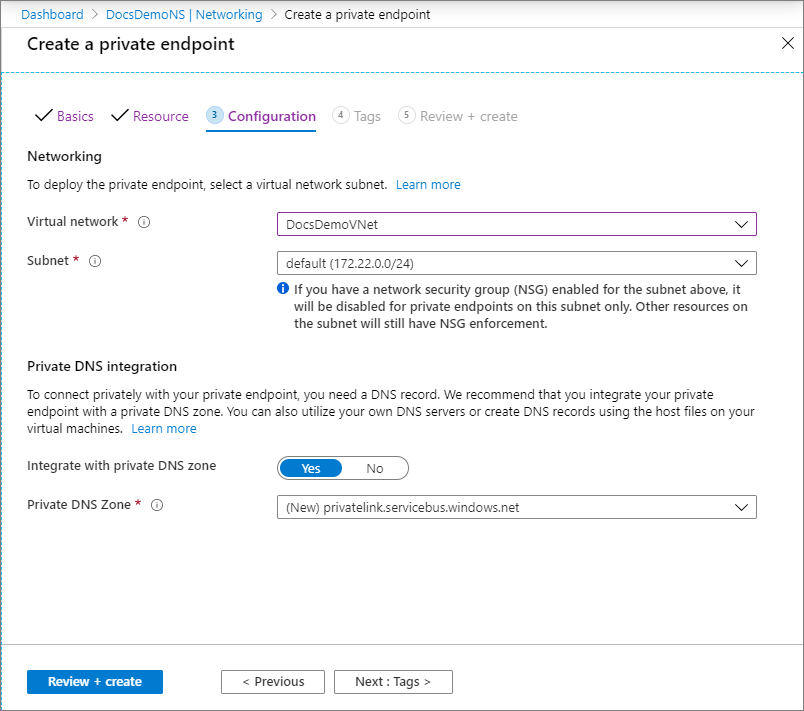 Dashboard > DocsDemoNS | Networking > Create a private endpoint
Create a private endpoint
Basics Resource 3 Configuration 4 Tags 5 Review + create
Networking
To deploy the private endpoint, select a virtual network subnet. Learn more
Virtual network * DocsDemoVNet
Subnet * default (172.22.0.0/24)
If you have a network security group (NSG) enabled for the subnet above, it
will be disabled for private endpoints on this subnet only. Other resources on
the subnet will still have NSG enforcement.
Private DNS integration
To connect privately with your private endpoint, you need a DNS record. We recommend that you integrate your private
endpoint with a private DNS zone. You can also utilize your own DNS servers or create DNS records using the host files on your
virtual machines. Learn more
Integrate with private DNS zone Yes No
Private DNS Zone * (New) privatelink.servicebus.windows.net
Review + create < Previous Next : Tags >